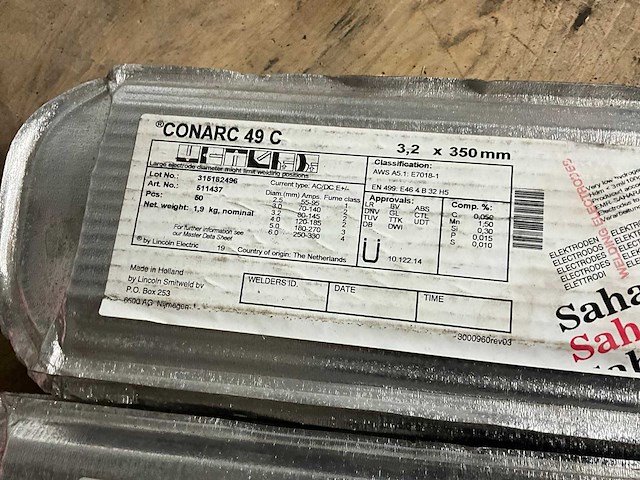 ®CONARC 49 C
3,2 x 350 mm
Large electrode diameter might limit welding positions
Lot No.: 315182496
Art. No.: 511437
Pcs: 50
Net. weight: 1,9 kg, nominal
For further information see
our Master Data Sheet
® by Lincoln Electric 19
Country of origin: The Netherlands
Current type: AC/DC E+/-
Diam.(mm) Amps. Fume class
2.5 55-85
3.0 70-140
3.2 80-145
4.0 120-185 2
5.0 180-270 3
6.0 250-330 4
Classification:
AWS A5.1: E7018-1
EN 499: E46 4 B 32 H5
Approvals:
LR BV ABS
DNV GL CTL
TUV TTK UDT
DB DWI
10.122.14
Comp. %:
C 0,050
Mn 1,50
Si 0,30
P 0,015
S 0,010
Made in Holland
by Lincoln Smitweld bv
P.O. Box 253
6500 AG Nijmegen
WELDERS'ID.
DATE
TIME
3000960rev03
WELDING
ELEKTRODEN
ELECTRODES
ELECTRODES
ELECTRODOS
ELETTRODI
Saha
Saha